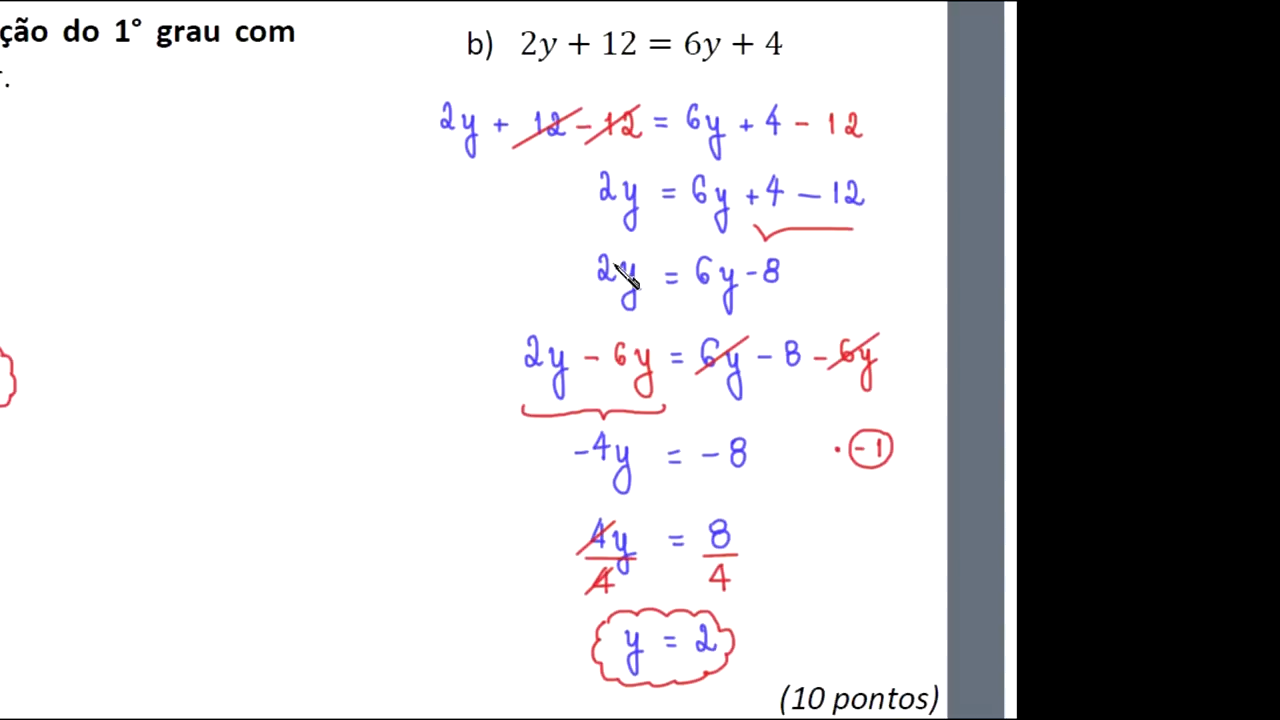 ção do 1° grau com
b) 2y + 12 = 6y + 4
2y + 12 - 12 = 6y + 4 - 12
2y = 6y + 4 - 12
2y = 6y - 8
2y - 6y = 6y - 8 - 6y
-4y = -8 · -1
4y/4 = 8/4
y = 2
(10 pontos)